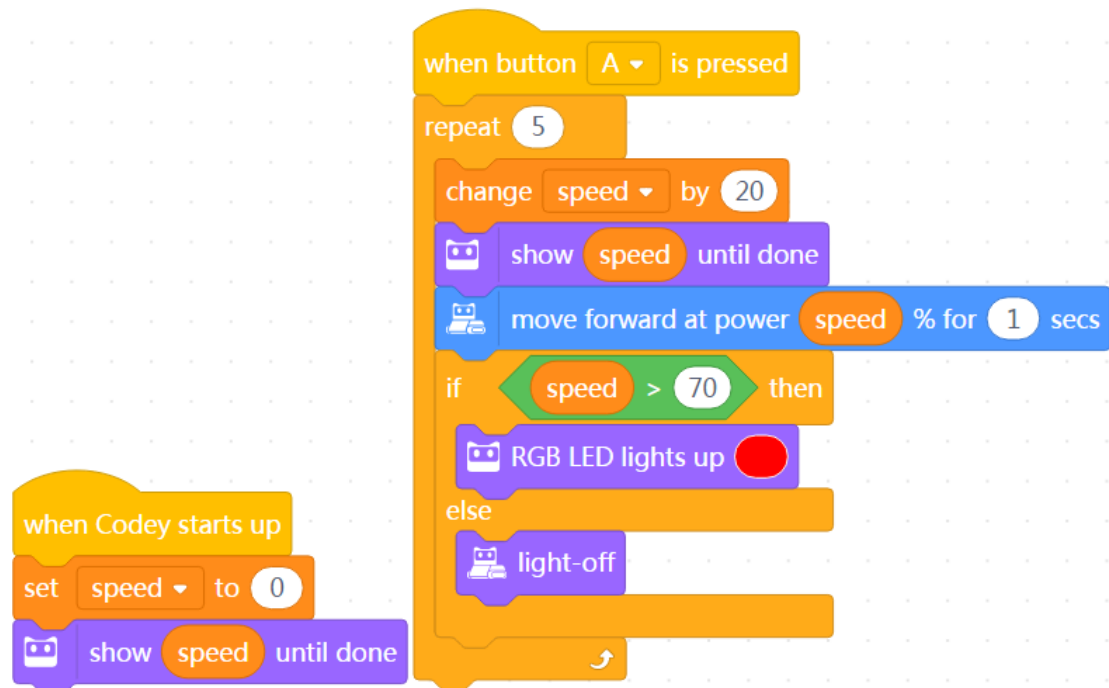 when button A is pressed
repeat 5
change speed by 20
show speed until done
move forward at power speed % for 1 secs
if speed > 70 then
RGB LED lights up
else
light-off
when Codey starts up
set speed to 0
show speed until done